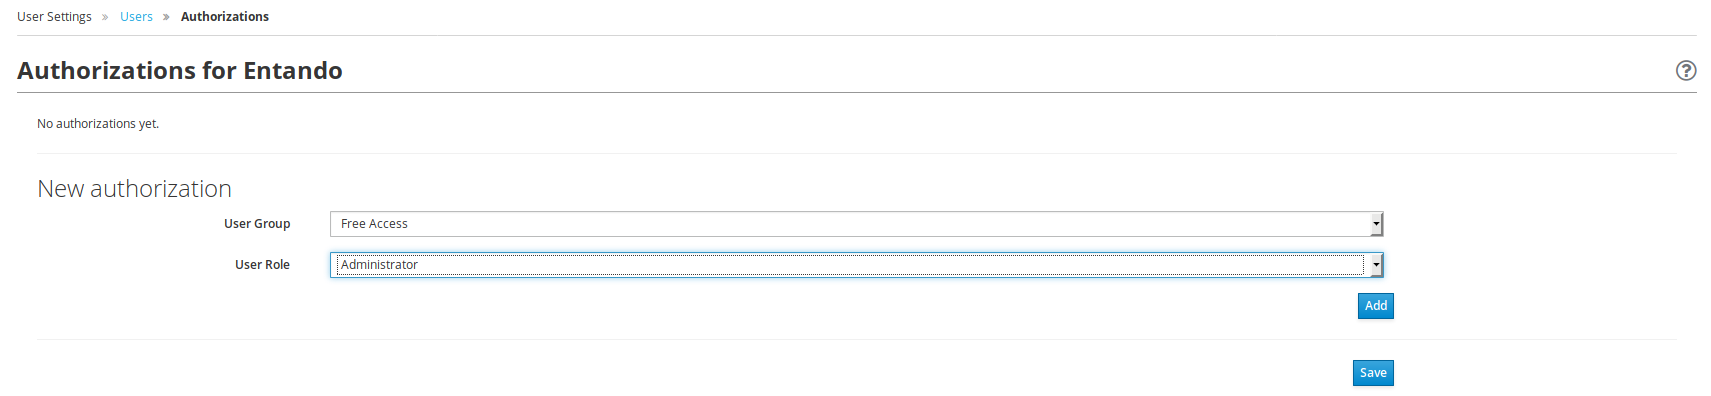 User Settings » Users » Authorizations
Authorizations for Entando
No authorizations yet.
New authorization
User Group Free Access
User Role Administrator
Add
Save